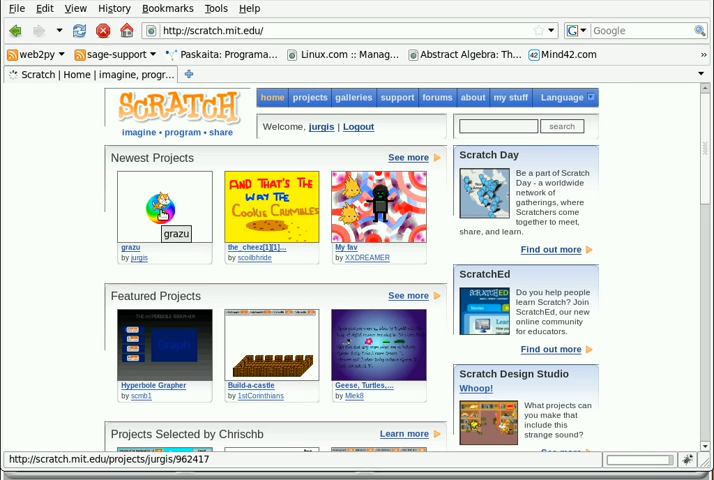 File Edit View History Bookmarks Tools Help
http://scratch.mit.edu/
Google
web2py sage-support Paskaita: Programa... Linux.com :: Manag... Abstract Algebra: Th... Mind42.com
Scratch | Home | imagine, progr...
SCRATCH
home projects galleries support forums about my stuff Language
imagine • program • share
Welcome, jurgis | Logout
search
Newest Projects See more
AND THAT'S THE
WAY THE
COOKIE CRUMBLES
grazu
grazu
by jurgis
the_cheez[1][1]...
by scoilbhride
My fav
by XXDREAMER
Scratch Day
Be a part of Scratch
Day - a worldwide
network of
gatherings, where
Scratchers come
together to meet,
share, and learn.
Find out more
Featured Projects See more
THE HYPERBOLE GRAPHER
Graph
Hyperbole Grapher
by scmb1
Build-a-castle
by 1stCorinthians
Geese, Turtles,...
by Mlek8
ScratchEd
SCRATCHED
Do you help people
learn Scratch? Join
ScratchEd, our new
online community
for educators.
Find out more
Scratch Design Studio
Whoop!
What projects can
you make that
include this
strange sound?
Projects Selected by Chrischb Learn more
http://scratch.mit.edu/projects/jurgis/962417